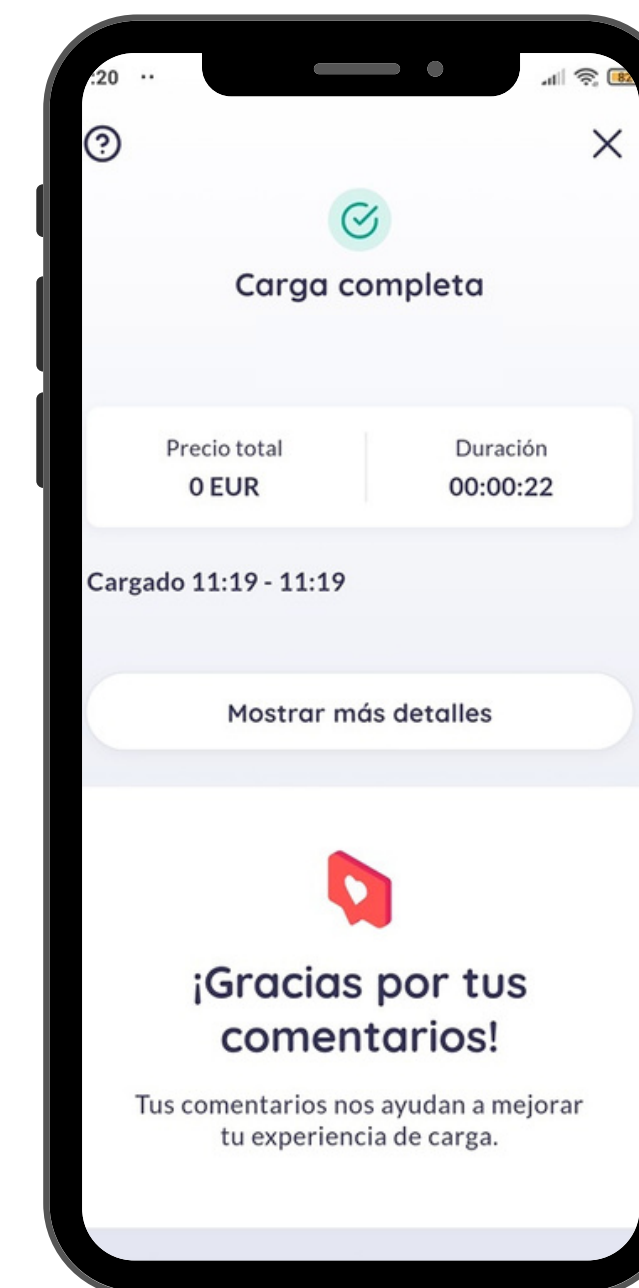 :20
82
Carga completa
Precio total
Duración
0 EUR
00:00:22
Cargado 11:19 - 11:19
Mostrar más detalles
¡Gracias por tus
comentarios!
Tus comentarios nos ayudan a mejorar
tu experiencia de carga.